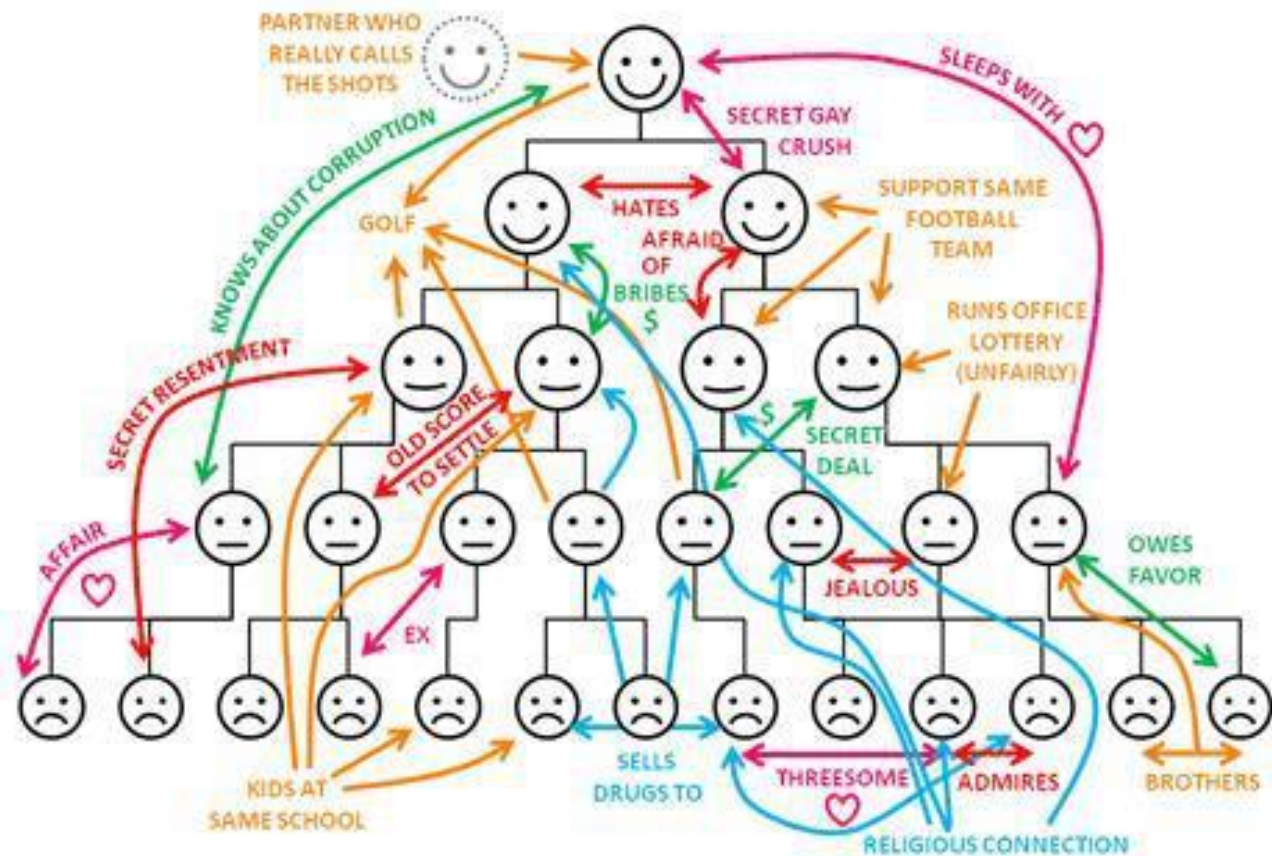 PARTNER WHO
REALLY CALLS
THE SHOTS
SLEEPS WITH
KNOWS ABOUT CORRUPTION
SECRET GAY
CRUSH
HATES
GOLF
SUPPORT SAME
FOOTBALL
TEAM
AFRAID
OF
BRIBES
$
RUNS OFFICE
LOTTERY
(UNFAIRLY)
SECRET RESENTMENT
OLD SCORE
TO SETTLE
$
SECRET
DEAL
AFFAIR
JEALOUS
OWES
FAVOR
EX
KIDS AT
SAME SCHOOL
SELLS
DRUGS TO
THREESOME
ADMIRES
BROTHERS
RELIGIOUS CONNECTION